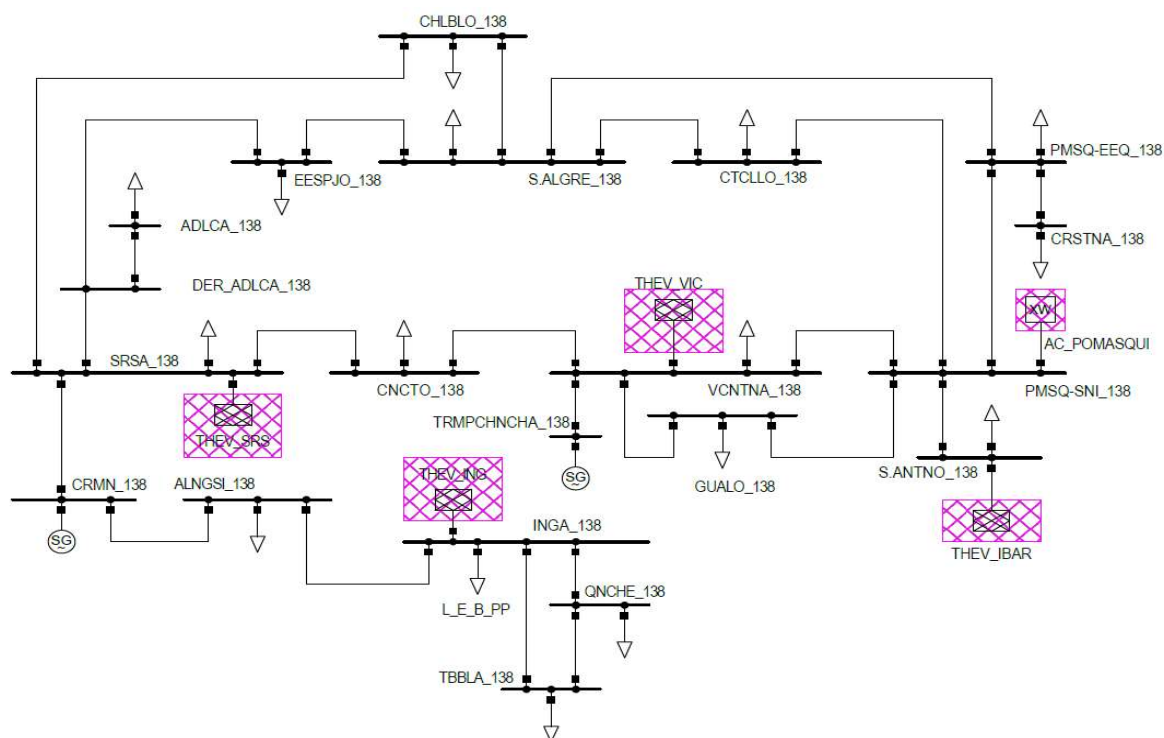 CHLBLO_138
EESPJO_138
S.ALGRE_138
CTCLLO_138
PMSQ-EEQ_138
ADLCA_138
CRSTNA_138
DER_ADLCA_138
THEV_VIC
XW
AC_POMASQUI
SRSA_138
CNCTO_138
VCNTNA_138
PMSQ-SNI_138
THEV_SRS
TRMPCHNCHA_138
S.ANTNO_138
THEV_ING
SG
~
GUALO_138
CRMN_138
ALNGSI_138
SG
~
INGA_138
THEV_IBAR
L_E_B_PP
QNCHE_138
TBBLA_138